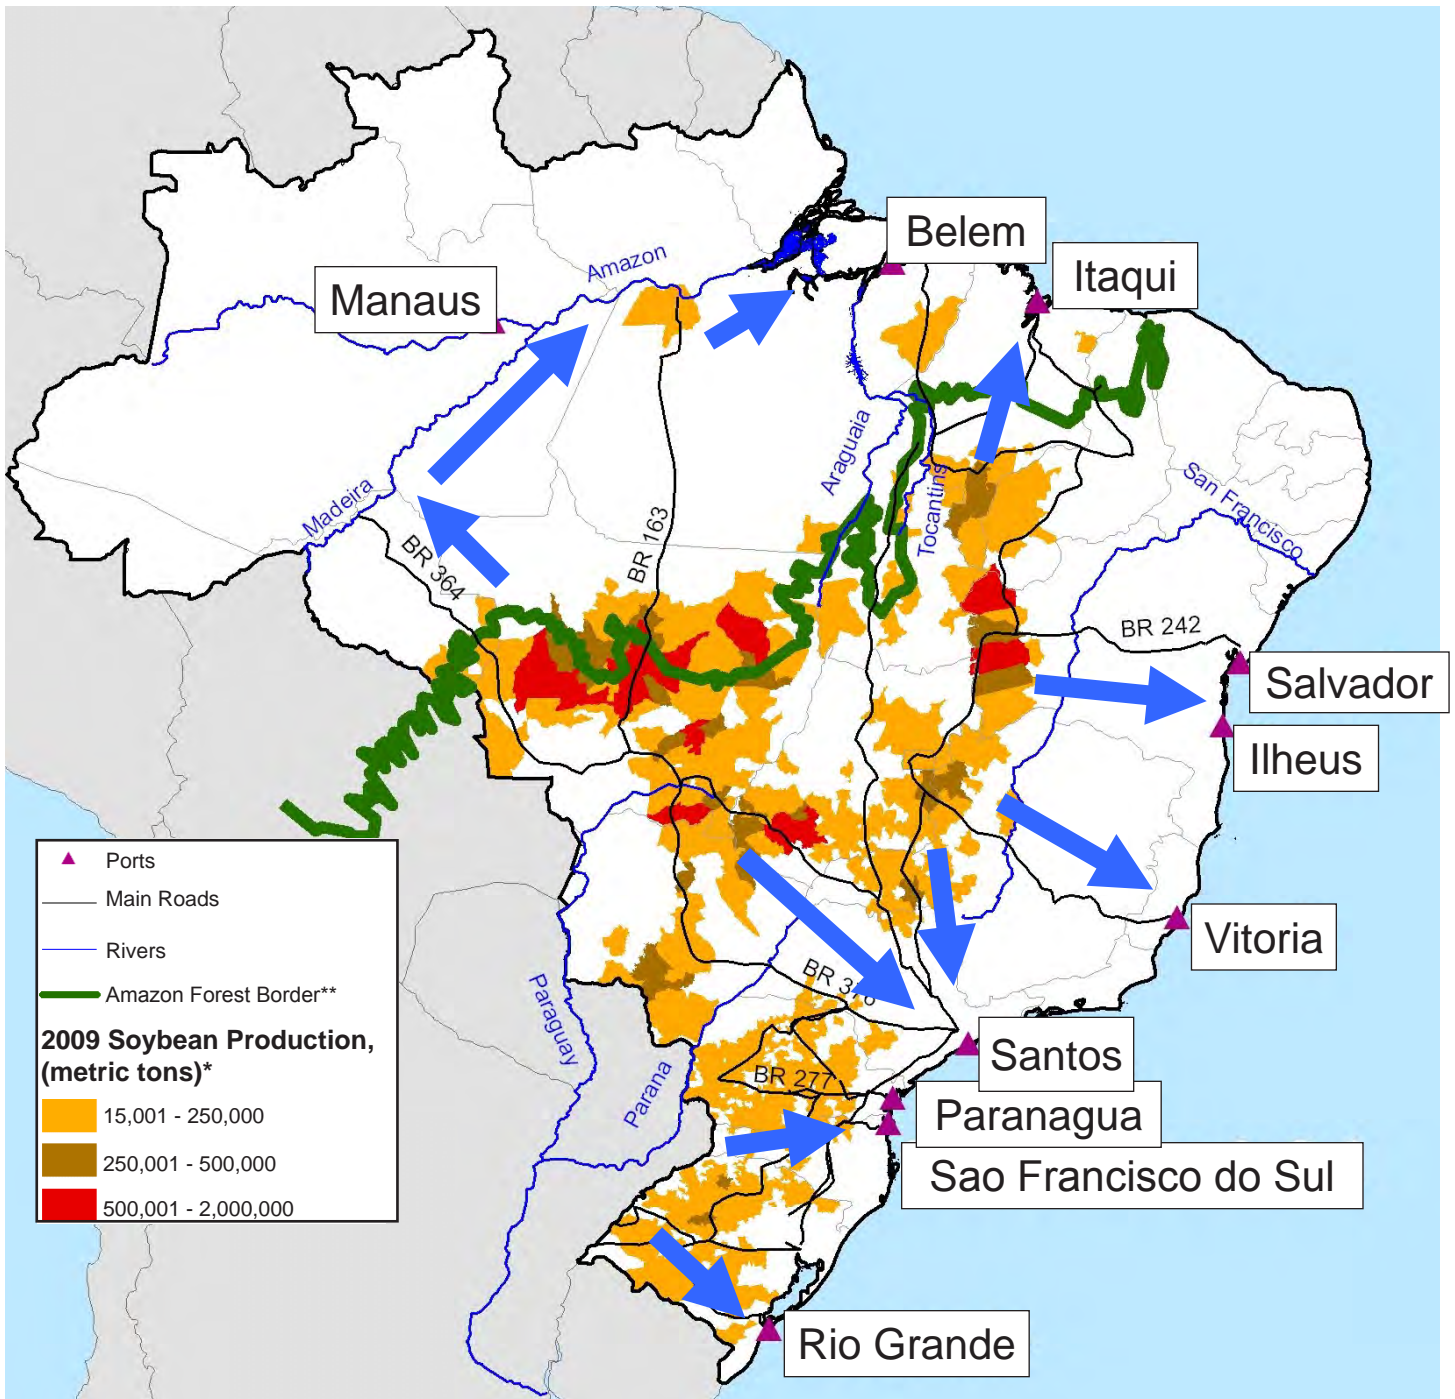 Belem
Itaqui
Amazon
Manaus
Araguaia
San Francisco
Madeira
Tocantins
BR 163
BR 364
BR 242
Salvador
Ilheus
Ports
Main Roads
Rivers
Amazon Forest Border**
2009 Soybean Production,
(metric tons)*
15,001 - 250,000
250,001 - 500,000
500,001 - 2,000,000
Vitoria
Paraguay
Santos
BR 277
Parana
Paranagua
Sao Francisco do Sul
Rio Grande